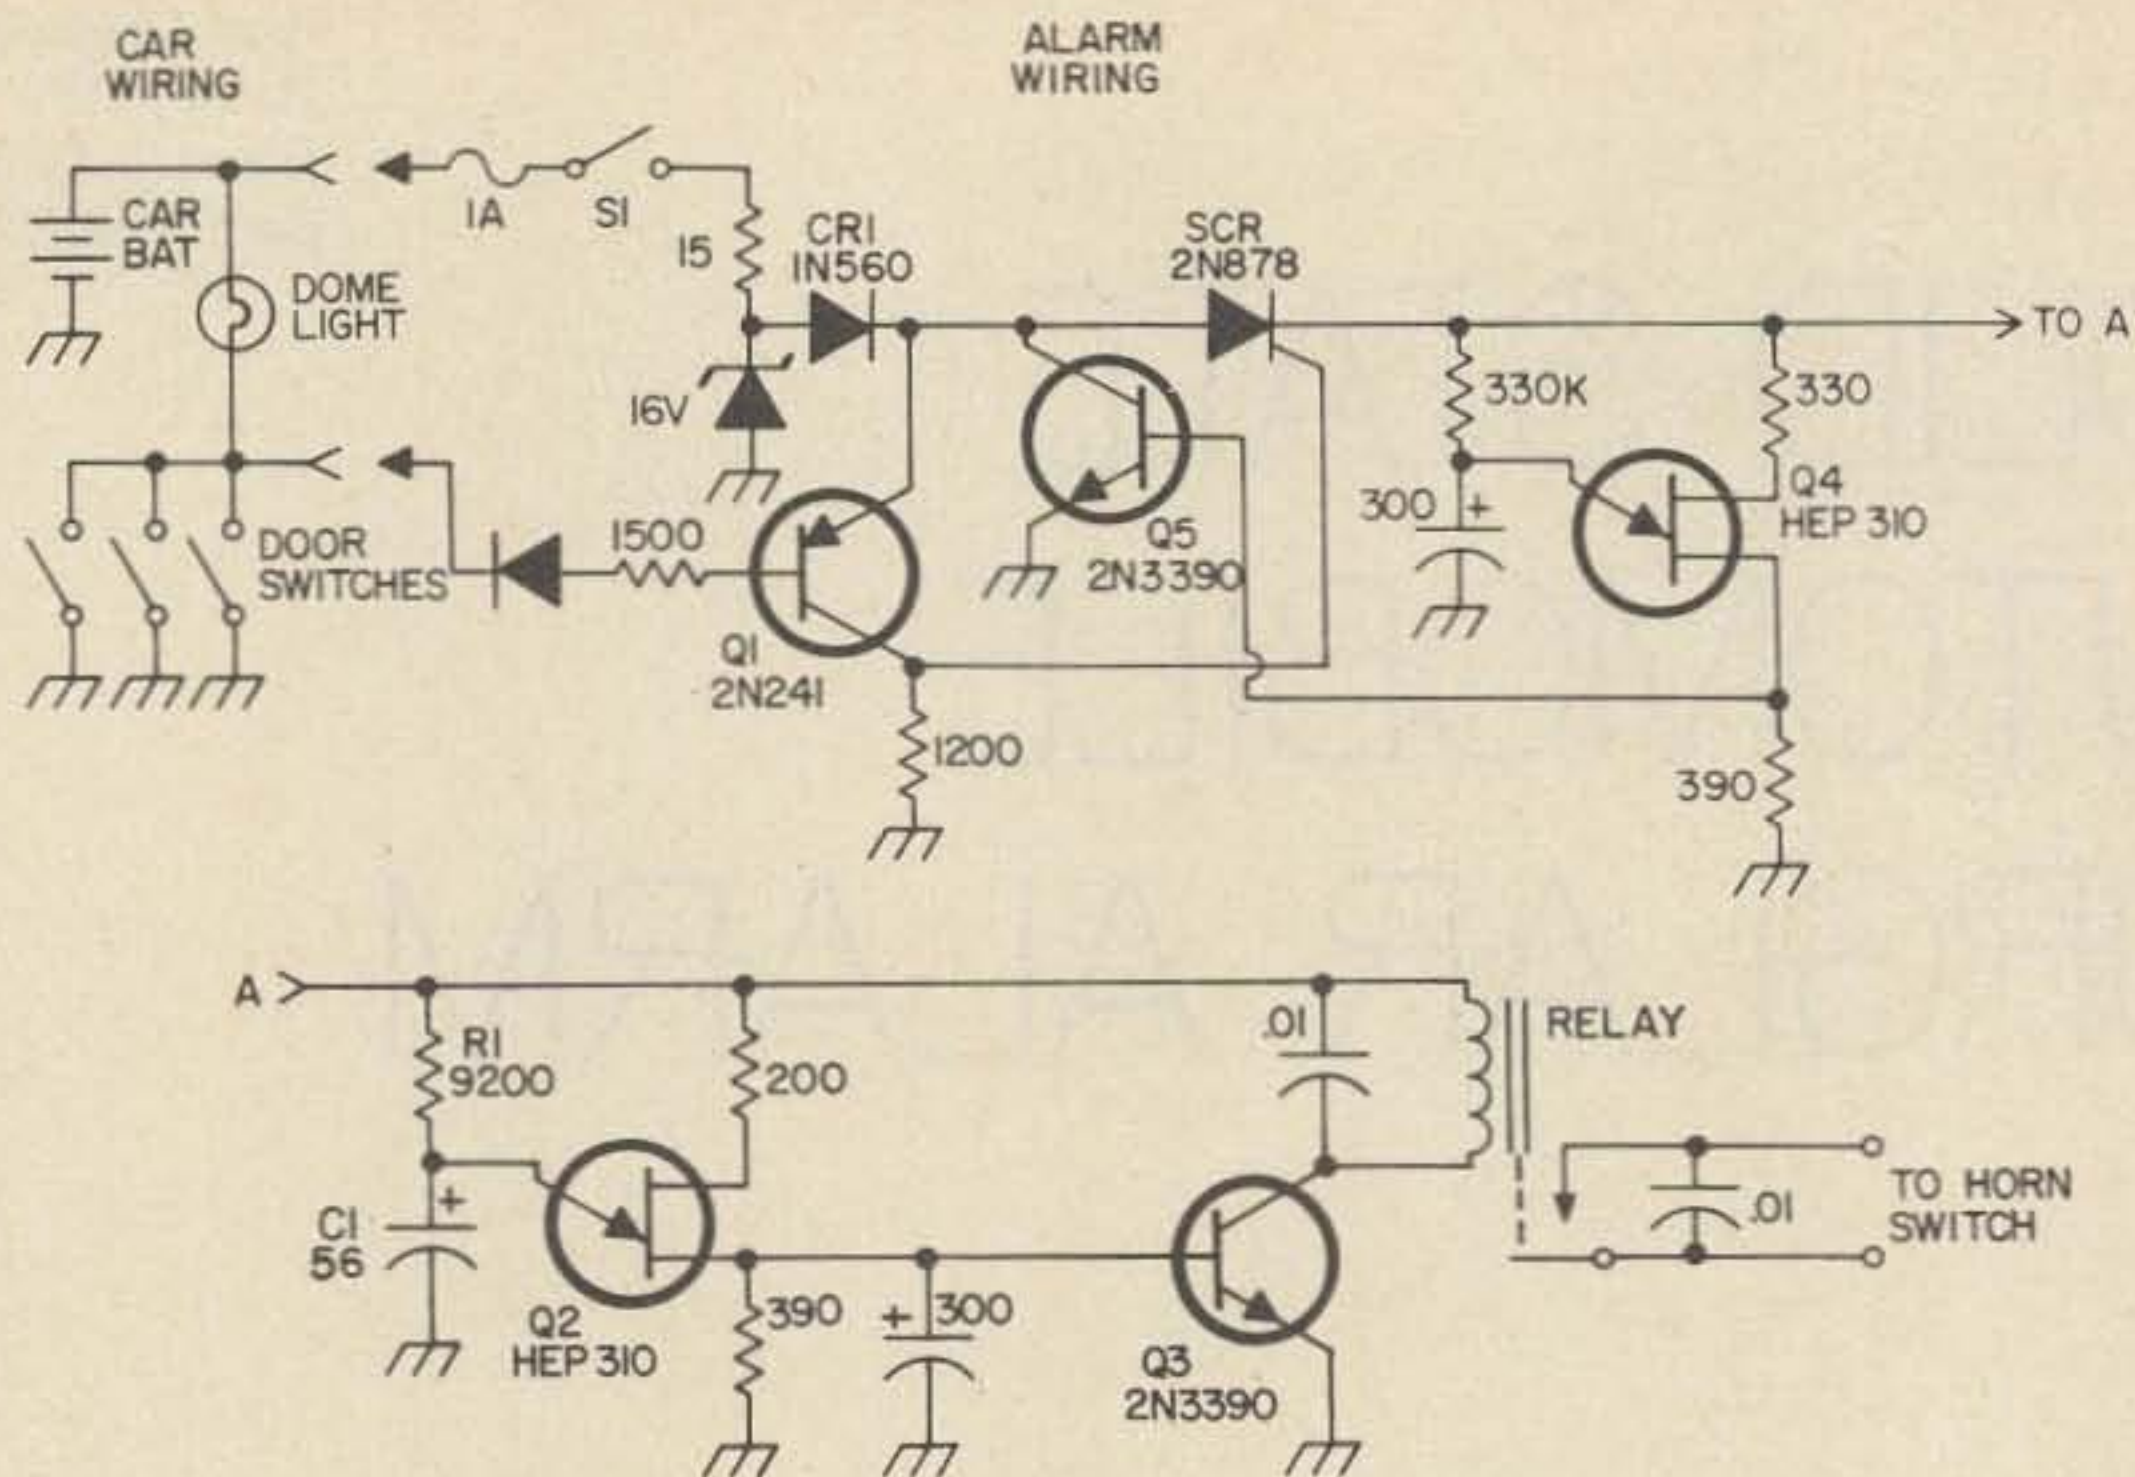 CAR
WIRING
ALARM
WIRING
CAR
BAT
1A
S1
15
CR1
1N560
SCR
2N878
DOME
LIGHT
TO A
16V
330K
330
DOOR
SWITCHES
1500
Q5
2N3390
300
+
Q4
HEP 310
Q1
2N241
1200
390
A
R1
9200
200
.01
RELAY
C1
56
+
TO HORN
SWITCH
.01
Q2
HEP 310
390
+
300
Q3
2N3390